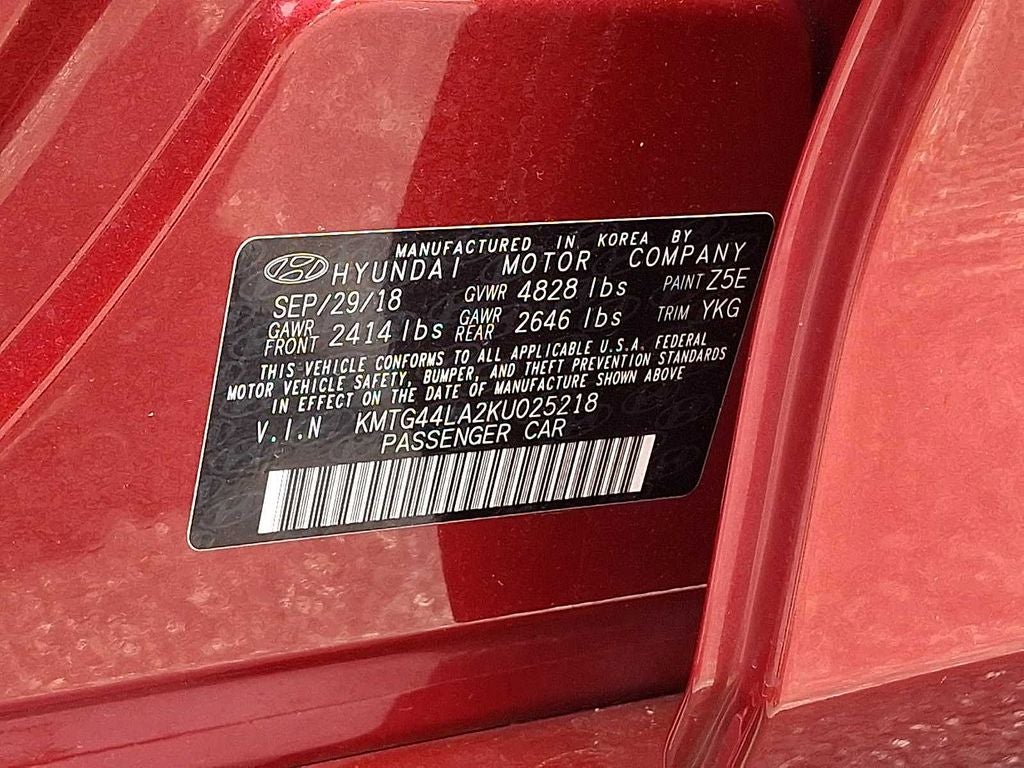 MANUFACTURED IN KOREA BY
HYUNDAI MOTOR COMPANY
SEP/29/18 GVWR 4828 lbs PAINT Z5E
GAWR FRONT 2414 lbs GAWR REAR 2646 lbs TRIM YKG
THIS VEHICLE CONFORMS TO ALL APPLICABLE U.S.A. FEDERAL
MOTOR VEHICLE SAFETY, BUMPER, AND THEFT PREVENTION STANDARDS
IN EFFECT ON THE DATE OF MANUFACTURE SHOWN ABOVE
V.I.N KMTG44LA2KU025218
PASSENGER CAR